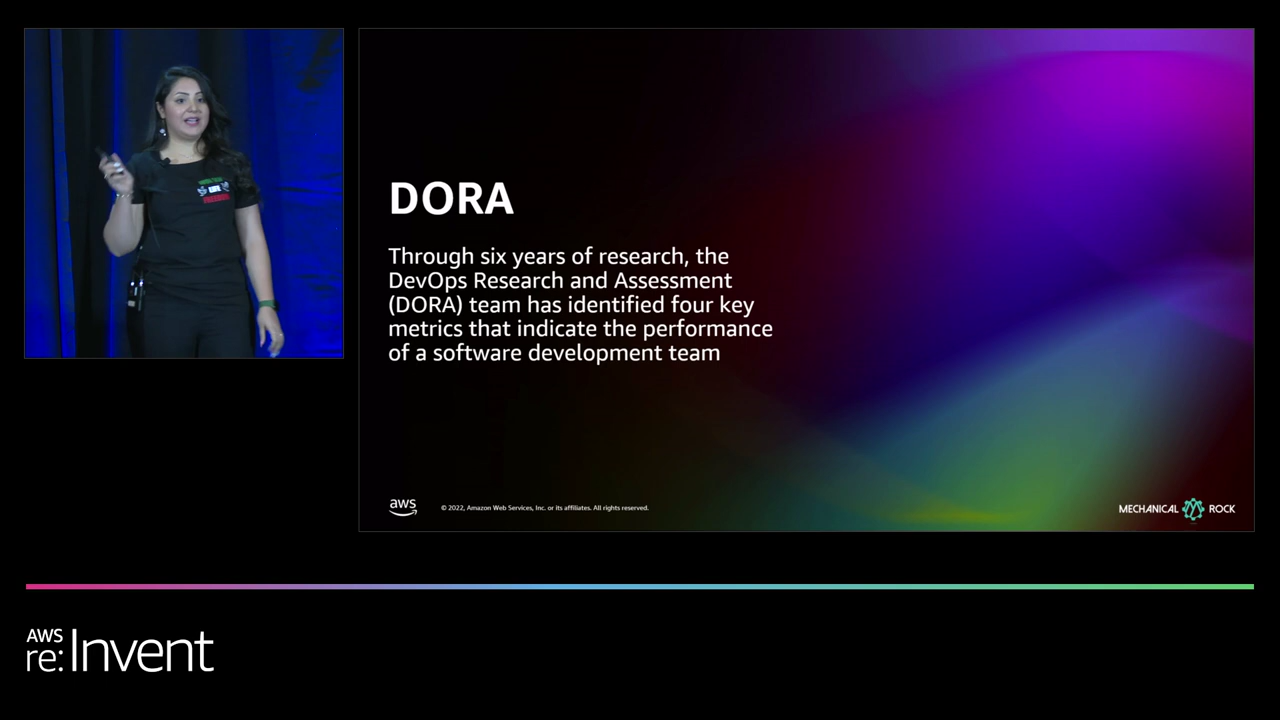 DORA
Through six years of research, the
DevOps Research and Assessment
(DORA) team has identified four key
metrics that indicate the performance
of a software development team
aws
© 2022, Amazon Web Services, Inc. or its affiliates. All rights reserved.
MECHANICAL ROCK
AWS
re:Invent